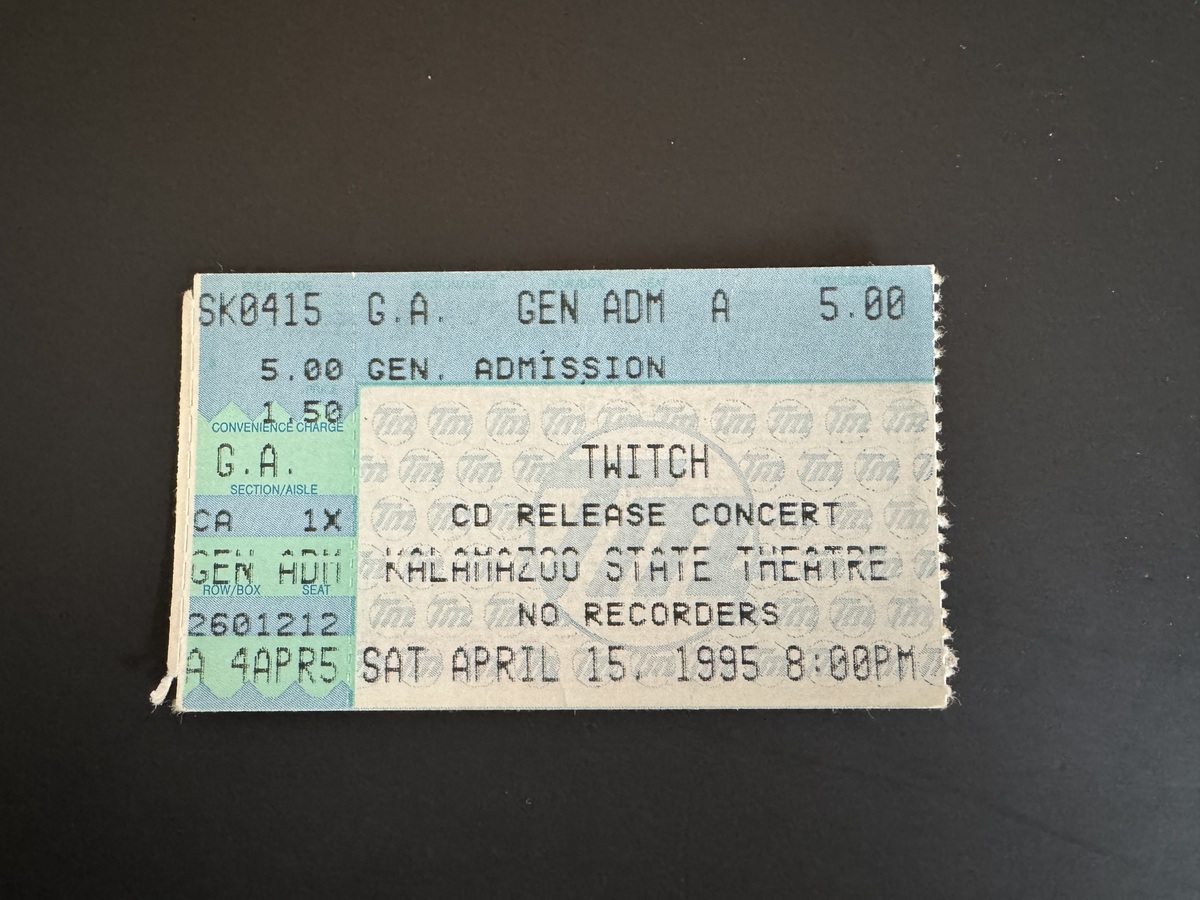 SK0415 G.A. GEN ADM A 5.00
5.00 GEN. ADMISSION
1.50
CONVENIENCE CHARGE
G.A.
SECTION/AISLE
CA 1X
GEN ADM
ROW/BOX SEAT
2601212
A 4APR5
TWITCH
CD RELEASE CONCERT
KALAMAZOO STATE THEATRE
NO RECORDERS
SAT APRIL 15, 1995 8:00PM